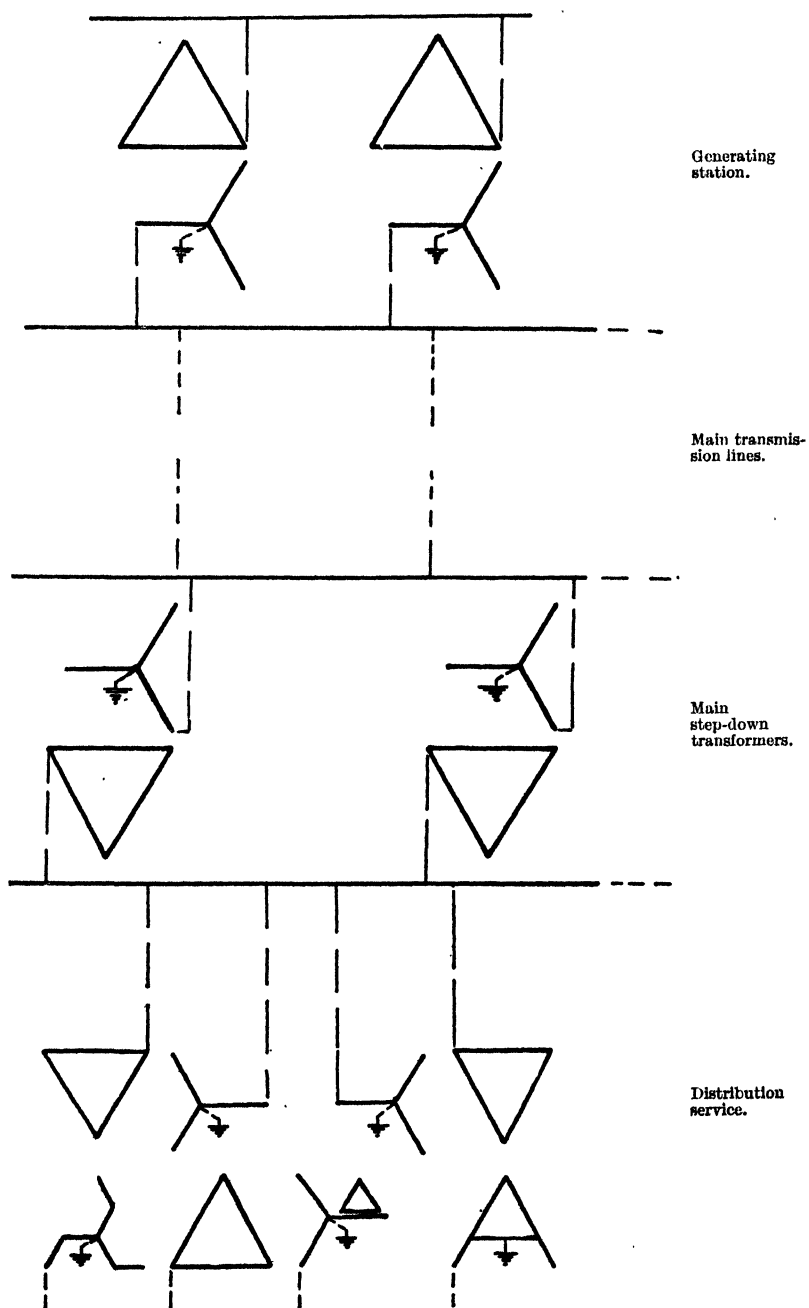 Generating
station.
Main transmis-
sion lines.
Main
step-down
transformers.
Distribution
service.